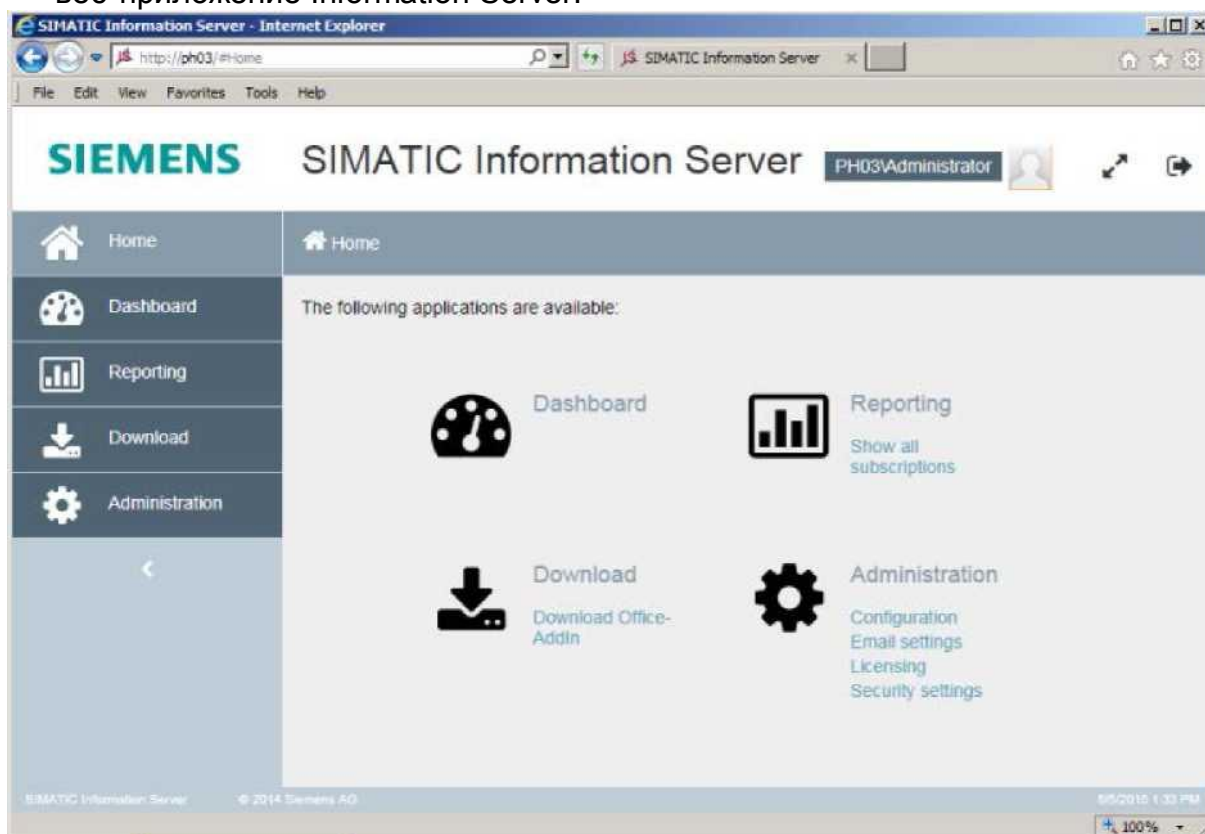 веб-приложение Information Server.
SIMATIC Information Server - Internet Explorer
http://ph03/#Home
SIMATIC Information Server
File Edit View Favorites Tools Help
SIEMENS
SIMATIC Information Server
PH03\Administrator
Home
Home
Dashboard
The following applications are available:
Reporting
Download
Administration
Dashboard
Reporting
Show all
subscriptions
Download
Download Office-
AddIn
Administration
Configuration
Email settings
Licensing
Security settings
SIMATIC Information Server © 2014 Siemens AG
1:33 PM
100%